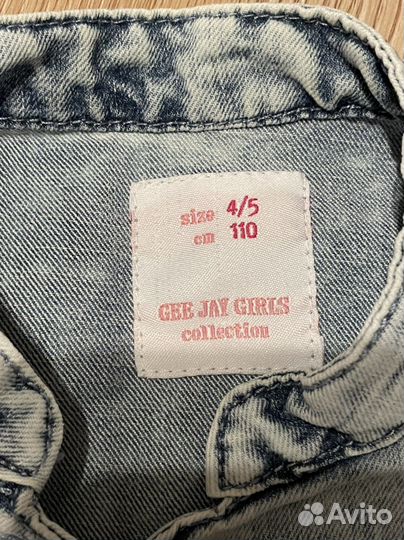 size 4/5
cm 110
GEE JAY GIRLS
collection
Avito